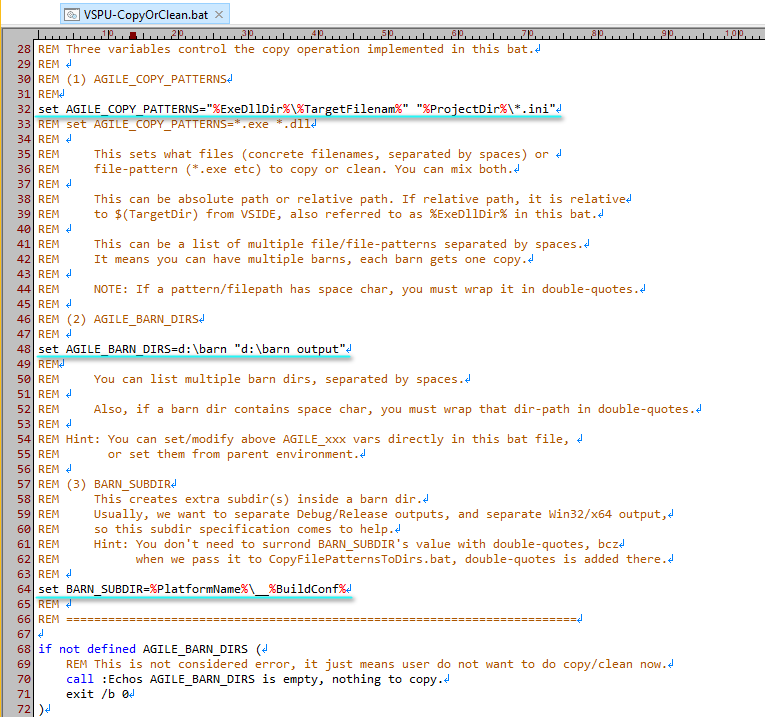 VSPU-CopyOrClean.bat
10 20 30 40 50 60 70 80 90 100
28 REM Three variables control the copy operation implemented in this bat.
29 REM
30 REM (1) AGILE_COPY_PATTERNS
31 REM
32 set AGILE_COPY_PATTERNS="%ExeDllDir%\%TargetFilenam%" "%ProjectDir%\*.ini"
33 REM set AGILE_COPY_PATTERNS=*.exe *.dll
34 REM
35 REM     This sets what files (concrete filenames, separated by spaces) or
36 REM     file-pattern (*.exe etc) to copy or clean. You can mix both.
37 REM
38 REM     This can be absolute path or relative path. If relative path, it is relative
39 REM     to $(TargetDir) from VSIDE, also referred to as %ExeDllDir% in this bat.
40 REM
41 REM     This can be a list of multiple file/file-patterns separated by spaces.
42 REM     It means you can have multiple barns, each barn gets one copy.
43 REM
44 REM     NOTE: If a pattern/filepath has space char, you must wrap it in double-quotes.
45 REM
46 REM (2) AGILE_BARN_DIRS
47 REM
48 set AGILE_BARN_DIRS=d:\barn "d:\barn output"
49 REM
50 REM     You can list multiple barn dirs, separated by spaces.
51 REM
52 REM     Also, if a barn dir contains space char, you must wrap that dir-path in double-quotes.
53 REM
54 REM Hint: You can set/modify above AGILE_xxx vars directly in this bat file,
55 REM       or set them from parent environment.
56 REM
57 REM (3) BARN_SUBDIR
58 REM     This creates extra subdir(s) inside a barn dir.
59 REM     Usually, we want to separate Debug/Release outputs, and separate Win32/x64 output,
60 REM     so this subdir specification comes to help.
61 REM     Hint: You don't need to surrond BARN_SUBDIR's value with double-quotes, bcz
62 REM           when we pass it to CopyFilePatternsToDirs.bat, double-quotes is added there.
63 REM
64 set BARN_SUBDIR=%PlatformName%\__%BuildConf%
65 REM
66 REM =========================================================================
67
68 if not defined AGILE_BARN_DIRS (
69     REM This is not considered error, it just means user do not want to do copy/clean now.
70     call :Echos AGILE_BARN_DIRS is empty, nothing to copy.
71     exit /b 0
72 )